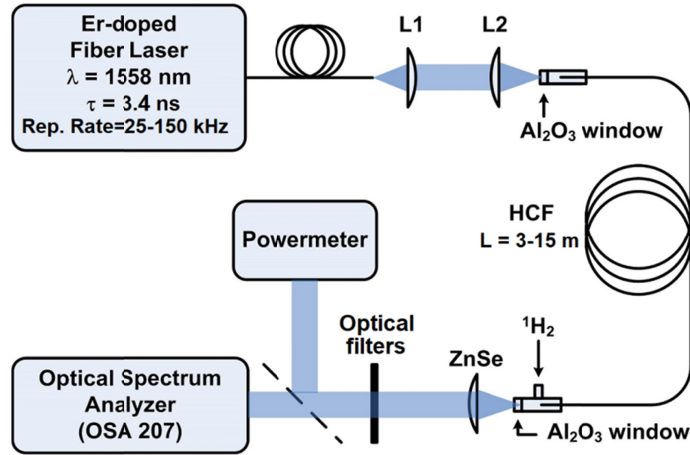 Er-doped
Fiber Laser
λ = 1558 nm
τ = 3.4 ns
Rep. Rate=25-150 kHz
L1
L2
Al₂O₃ window
HCF
L = 3-15 m
Powermeter
Optical
filters
ZnSe
¹H₂
Optical Spectrum
Analyzer
(OSA 207)
Al₂O₃ window